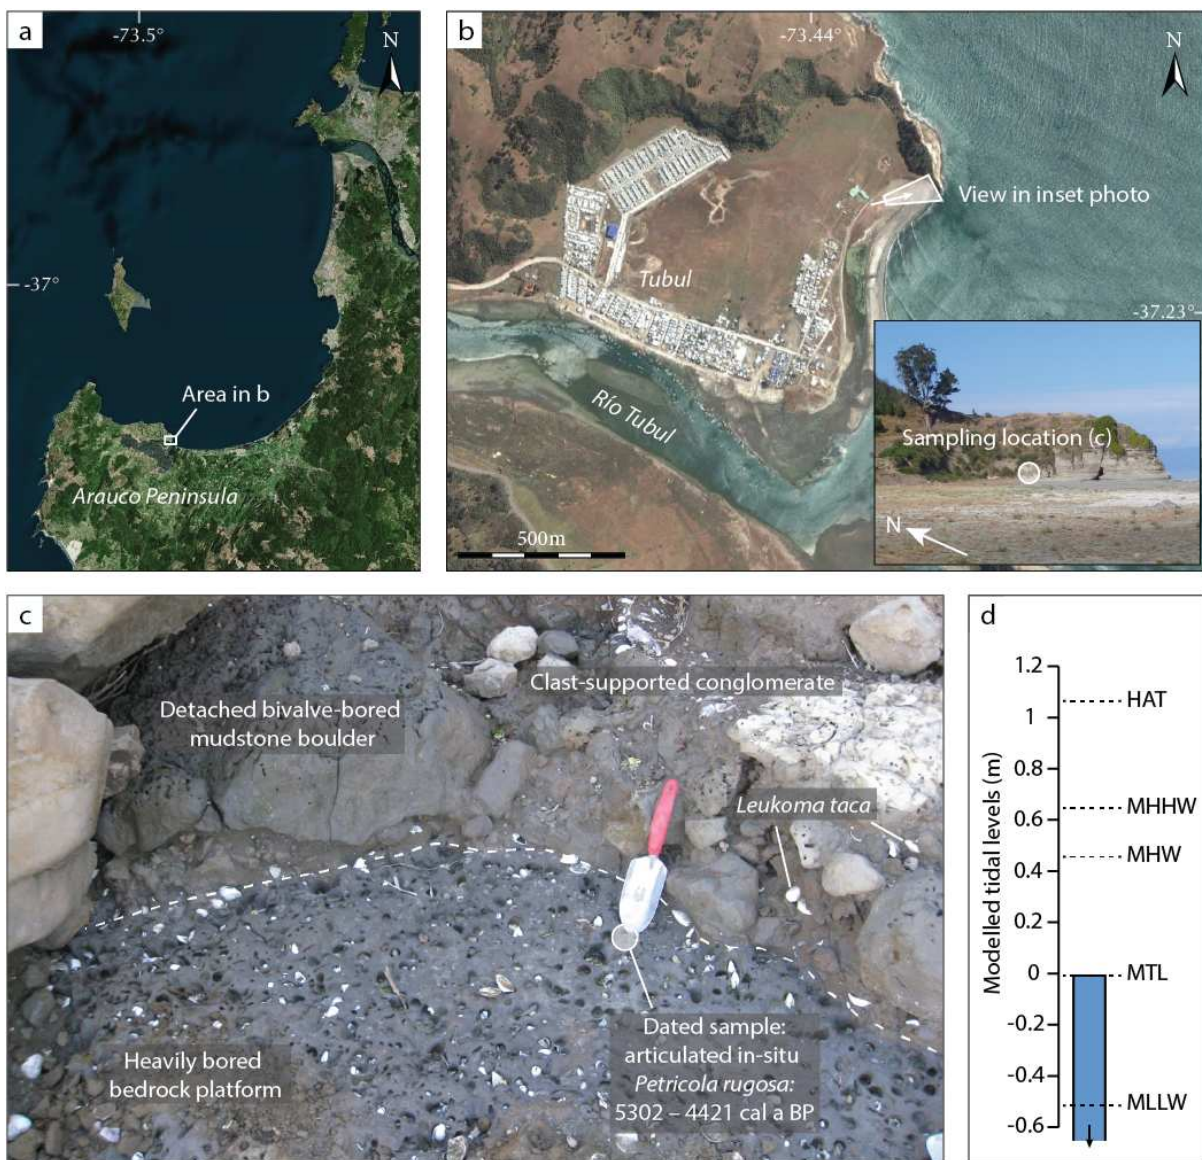 a
-73.5°
N
-37°
Area in b
Arauco Peninsula
b
-73.44°
N
View in inset photo
Tubul
-37.23°
Río Tubul
500m
Sampling location (c)
N
c
Detached bivalve-bored
mudstone boulder
Clast-supported conglomerate
Leukoma taca
Dated sample:
articulated in-situ
Petricola rugosa:
5302 – 4421 cal a BP
Heavily bored
bedrock platform
d
Modelled tidal levels (m)
1.2
HAT
1
0.8
MHHW
0.6
MHW
0.4
0.2
0
MTL
-0.2
-0.4
MLLW
-0.6